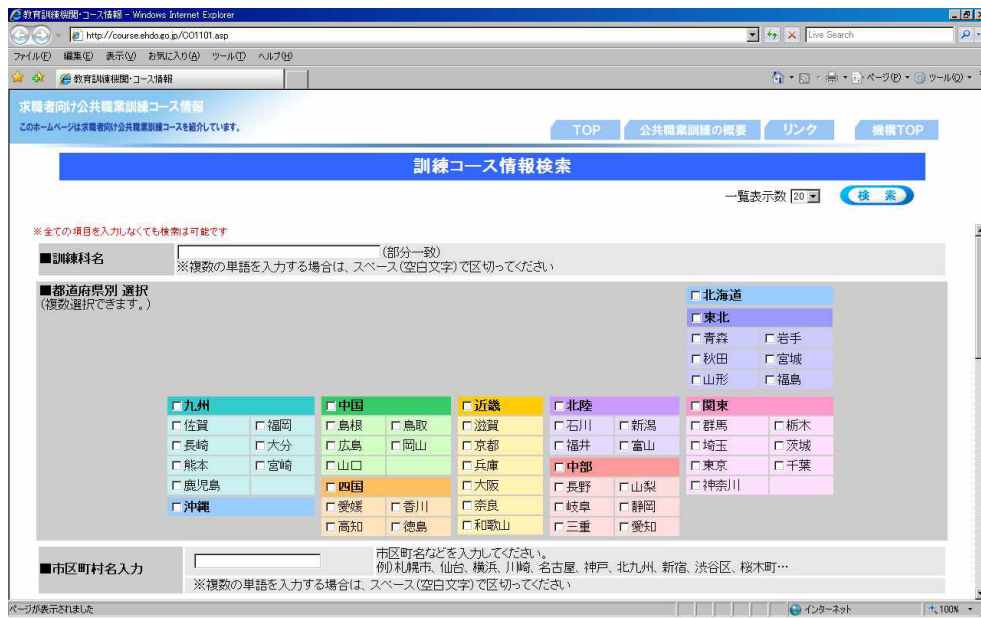 教育訓練機関・コース情報 - Windows Internet Explorer
http://course.ehdo.go.jp/CO1101.asp
Live Search
ファイル(F) 編集(E) 表示(V) お気に入り(A) ツール(T) ヘルプ(H)
教育訓練機関・コース情報
ページ(P) ツール(O)
求職者向け公共職業訓練コース情報
このホームページは求職者向け公共職業訓練コースを紹介しています。
TOP 公共職業訓練の概要 リンク 機構TOP
訓練コース情報検索
一覧表示数 20 検 索
※全ての項目を入力しなくても検索は可能です
■訓練科名 (部分一致)
※複数の単語を入力する場合は、スペース(空白文字)で区切ってください
■都道府県別 選択
(複数選択できます。)
北海道
東北
青森 岩手
秋田 宮城
山形 福島
九州 中国 近畿 北陸 関東
佐賀 福岡 島根 鳥取 滋賀 石川 新潟 群馬 栃木
長崎 大分 広島 岡山 京都 福井 富山 埼玉 茨城
熊本 宮崎 山口 兵庫 中部 東京 千葉
鹿児島 四国 大阪 長野 山梨 神奈川
沖縄 愛媛 香川 奈良 岐阜 静岡
高知 徳島 和歌山 三重 愛知
■市区町村名入力
市区町名などを入力してください。
例)札幌市、仙台、横浜、川崎、名古屋、神戸、北九州、新宿、渋谷区、桜木町…
※複数の単語を入力する場合は、スペース(空白文字)で区切ってください
ページが表示されました インターネット 100%